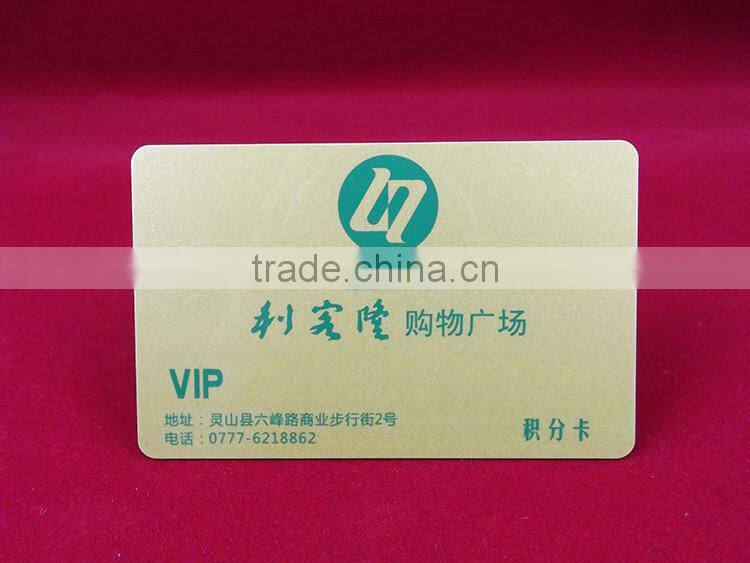 trade.china.cn
利客隆 购物广场
VIP
地址：灵山县六峰路商业步行街2号
电话：0777-6218862
积分卡